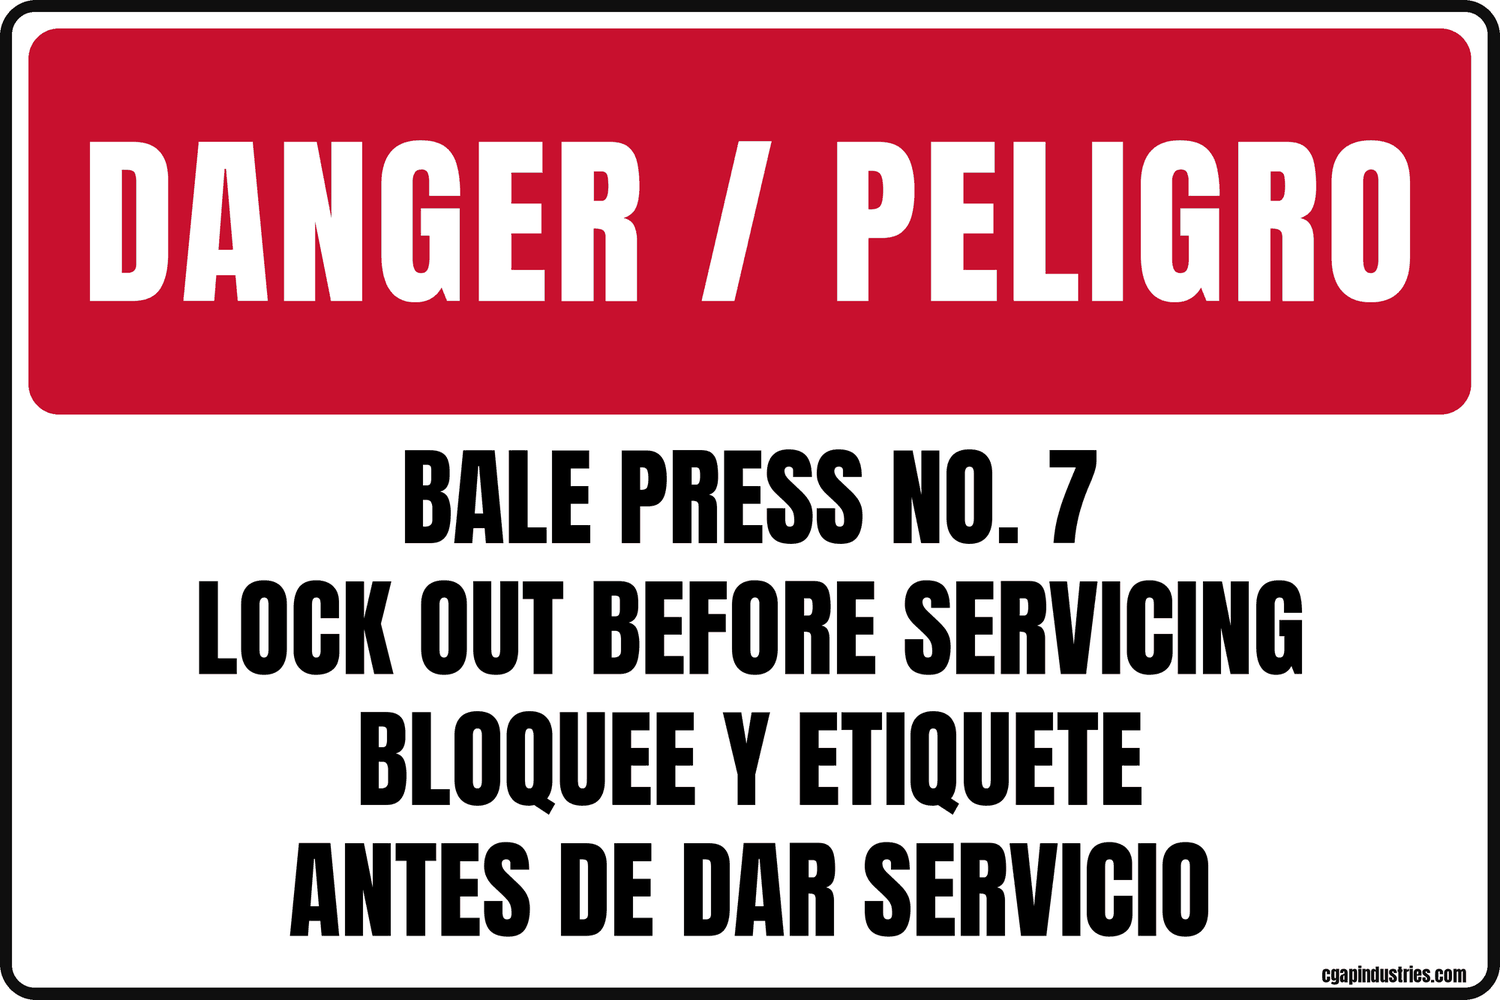 DANGER / PELIGRO
BALE PRESS NO. 7
LOCK OUT BEFORE SERVICING
BLOQUEE Y ETIQUETE
ANTES DE DAR SERVICIO
cgapindustries.com